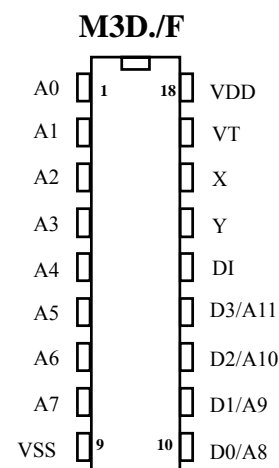 M3D./F
A0 1 18 VDD
A1 VT
A2 X
A3 Y
A4 DI
A5 D3/A11
A6 D2/A10
A7 D1/A9
VSS 9 10 D0/A8